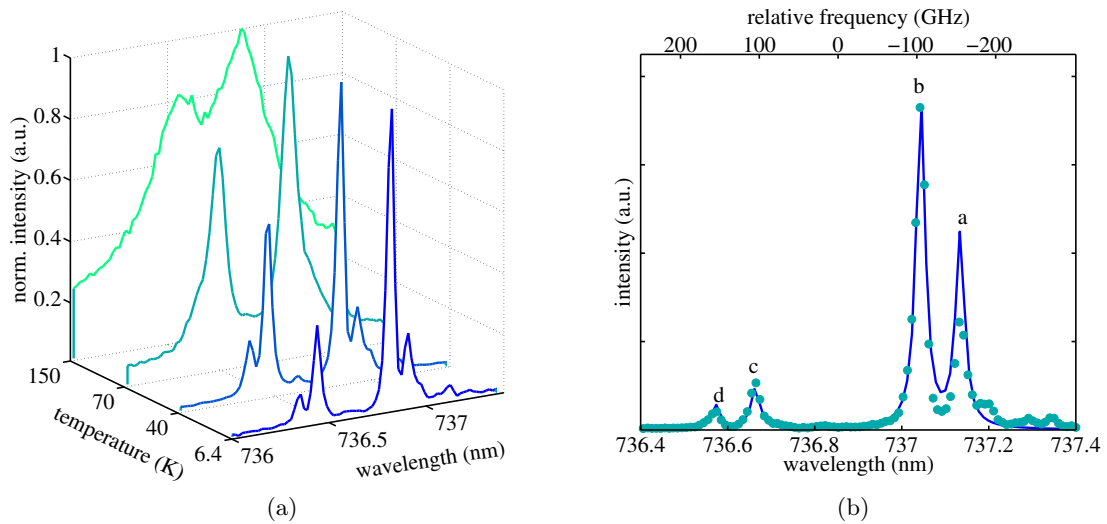 1
0.8
0.6
0.4
0.2
norm. intensity (a.u.)
150
70
40
6.4
temperature (K)
736
736.5
737
wavelength (nm)
(a)
relative frequency (GHz)
200 100 0 −100 −200
b
a
c
d
intensity (a.u.)
736.4 736.6 736.8 737 737.2 737.4
wavelength (nm)
(b)